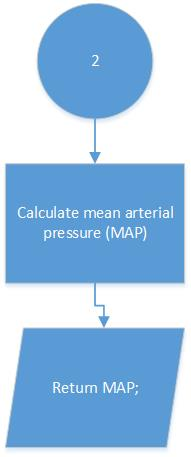 2
Calculate mean arterial
pressure (MAP)
Return MAP;